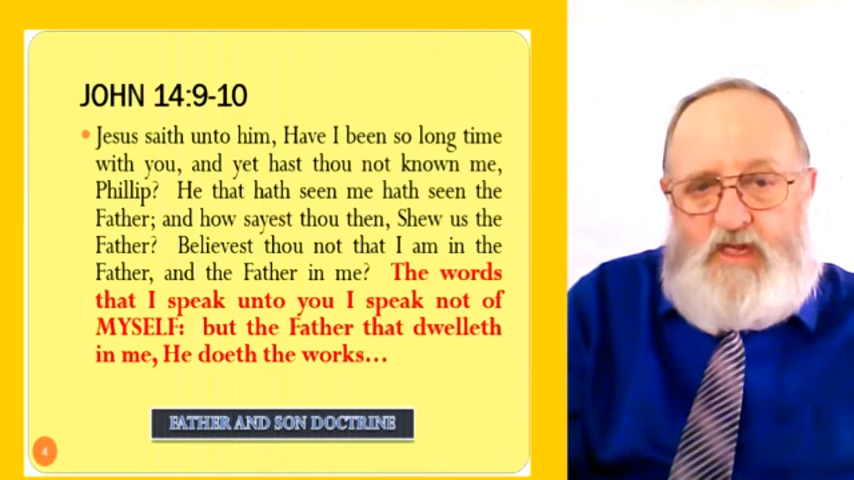 JOHN 14:9-10
Jesus saith unto him, Have I been so long time
with you, and yet hast thou not known me,
Phillip? He that hath seen me hath seen the
Father; and how sayest thou then, Shew us the
Father? Believest thou not that I am in the
Father, and the Father in me? The words
that I speak unto you I speak not of
MYSELF: but the Father that dwelleth
in me, He doeth the works...
FATHER AND SON DOCTRINE
4